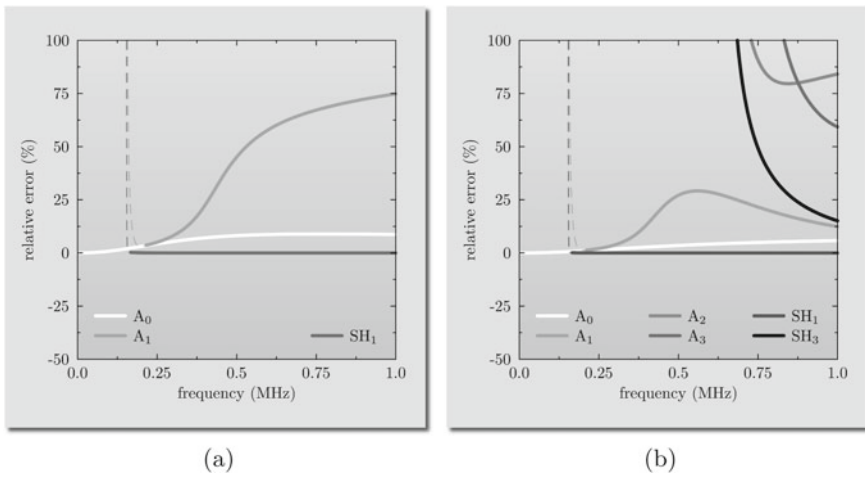 100
75
50
25
0
-25
-50
relative error (%)
A0
A1
SH1
0.0 0.25 0.5 0.75 1.0
frequency (MHz)
(a)
100
75
50
25
0
-25
-50
relative error (%)
A0 A2 SH1
A1 A3 SH3
0.0 0.25 0.5 0.75 1.0
frequency (MHz)
(b)